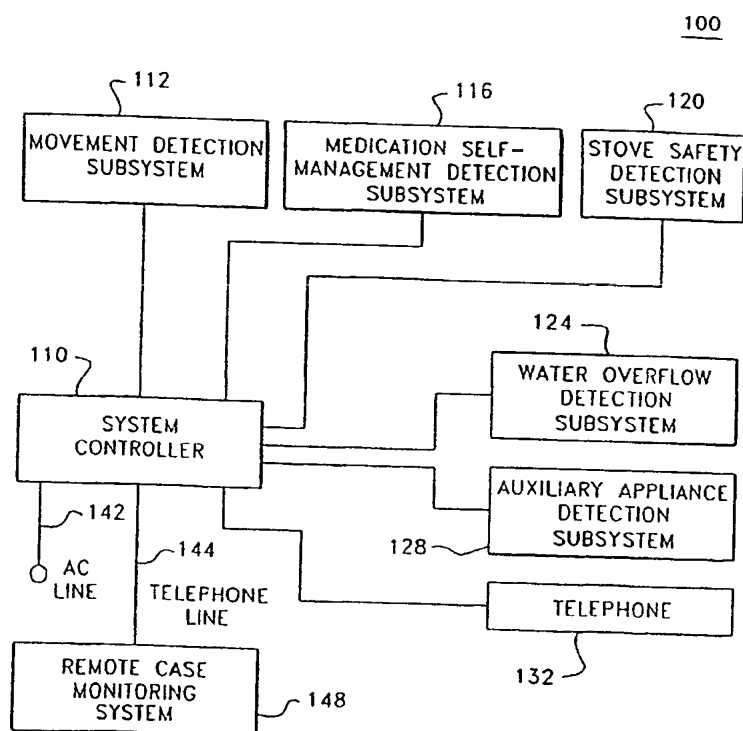 100
112
116
120
MOVEMENT DETECTION
SUBSYSTEM
MEDICATION SELF-
MANAGEMENT DETECTION
SUBSYSTEM
STOVE SAFETY
DETECTION
SUBSYSTEM
110
124
SYSTEM
CONTROLLER
WATER OVERFLOW
DETECTION
SUBSYSTEM
AUXILIARY APPLIANCE
DETECTION
SUBSYSTEM
128
142
144
AC
LINE
TELEPHONE
LINE
TELEPHONE
132
REMOTE CASE
MONITORING
SYSTEM
148